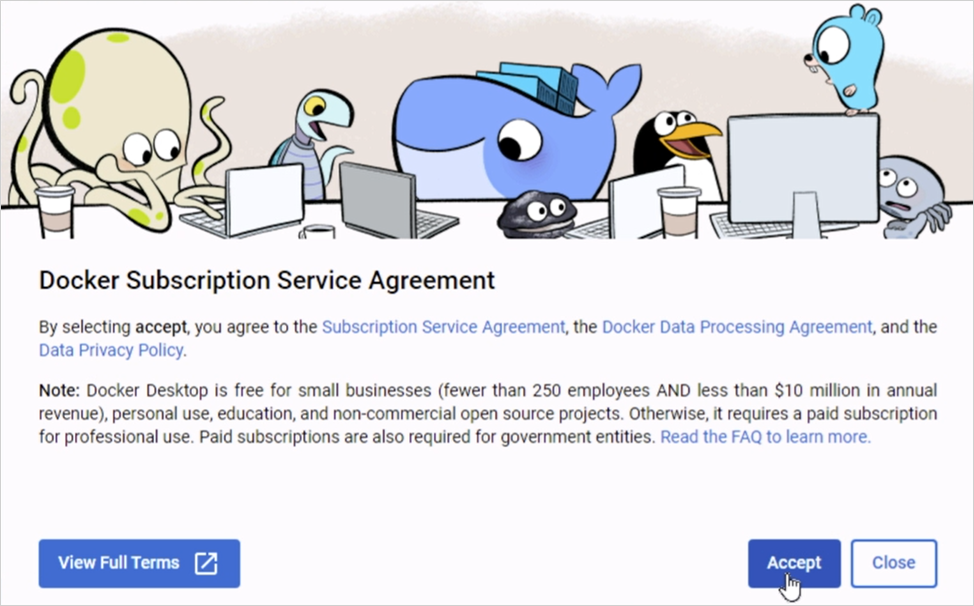 Docker Subscription Service Agreement
By selecting accept, you agree to the Subscription Service Agreement, the Docker Data Processing Agreement, and the
Data Privacy Policy.
Note: Docker Desktop is free for small businesses (fewer than 250 employees AND less than $10 million in annual
revenue), personal use, education, and non-commercial open source projects. Otherwise, it requires a paid subscription
for professional use. Paid subscriptions are also required for government entities. Read the FAQ to learn more.
View Full Terms
Accept
Close